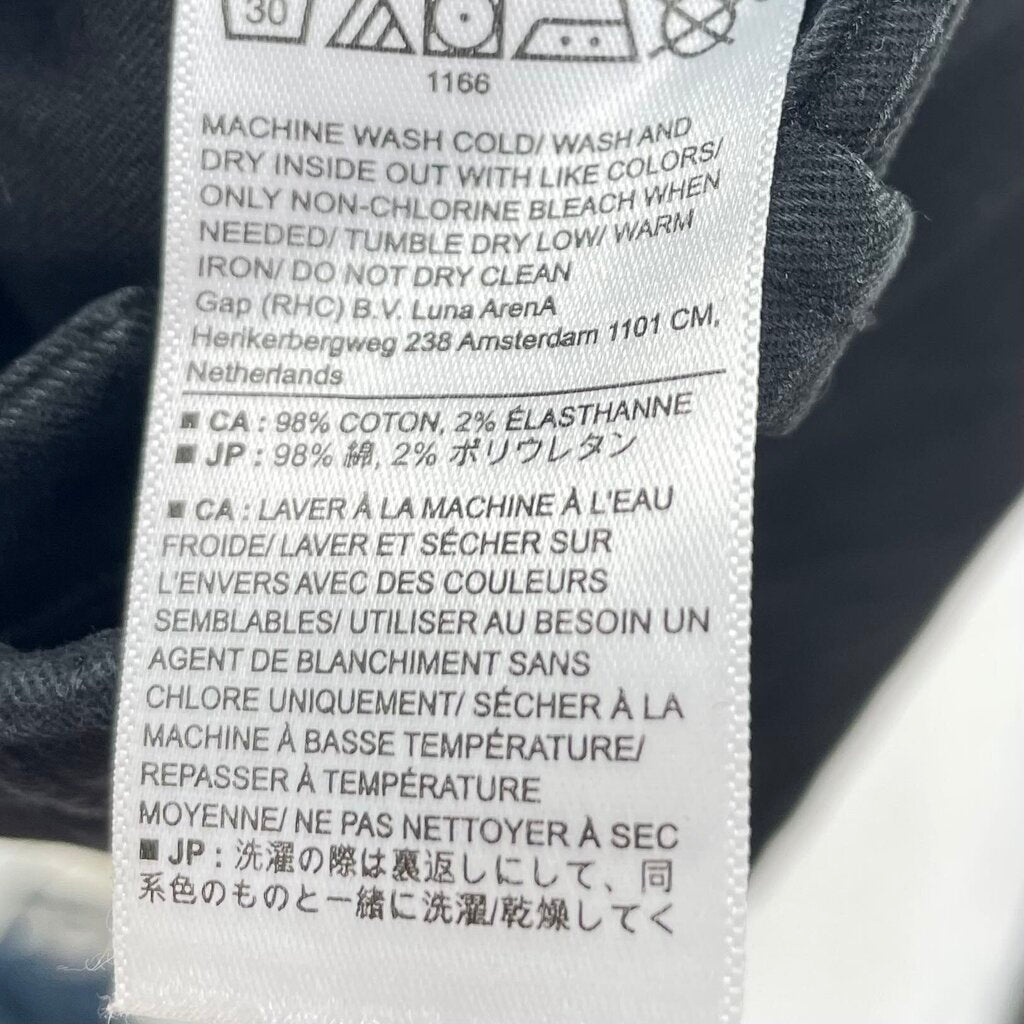 30
1166
MACHINE WASH COLD/ WASH AND
DRY INSIDE OUT WITH LIKE COLORS/
ONLY NON-CHLORINE BLEACH WHEN
NEEDED/ TUMBLE DRY LOW/ WARM
IRON/ DO NOT DRY CLEAN
Gap (RHC) B.V. Luna ArenA
Herikerbergweg 238 Amsterdam 1101 CM,
Netherlands
■ CA : 98% COTON, 2% ÉLASTHANNE
■ JP : 98% 綿, 2% ポリウレタン
■ CA : LAVER À LA MACHINE À L'EAU
FROIDE/ LAVER ET SÉCHER SUR
L'ENVERS AVEC DES COULEURS
SEMBLABLES/ UTILISER AU BESOIN UN
AGENT DE BLANCHIMENT SANS
CHLORE UNIQUEMENT/ SÉCHER À LA
MACHINE À BASSE TEMPÉRATURE/
REPASSER À TEMPÉRATURE
MOYENNE/ NE PAS NETTOYER À SEC
■ JP : 洗濯の際は裏返しにして、同
系色のものと一緒に洗濯/乾燥してく